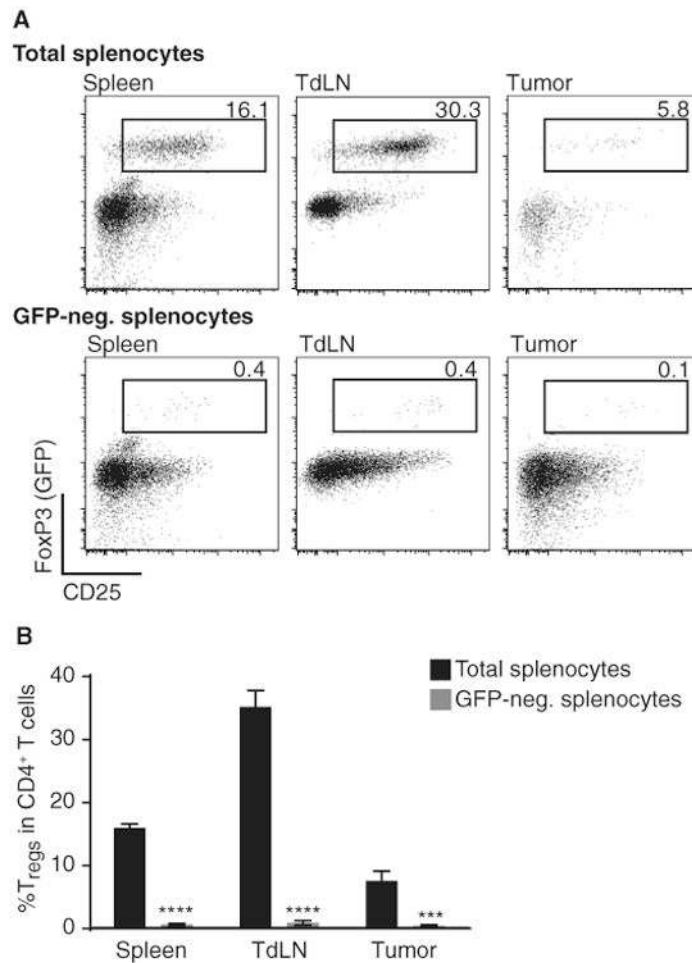 A
Total splenocytes
Spleen TdLN Tumor
16.1 30.3 5.8
GFP-neg. splenocytes
Spleen TdLN Tumor
0.4 0.4 0.1
FoxP3 (GFP)
CD25
B
%Tregs in CD4+ T cells
40
30
20
10
0
Total splenocytes
GFP-neg. splenocytes
**** **** ***
Spleen TdLN Tumor